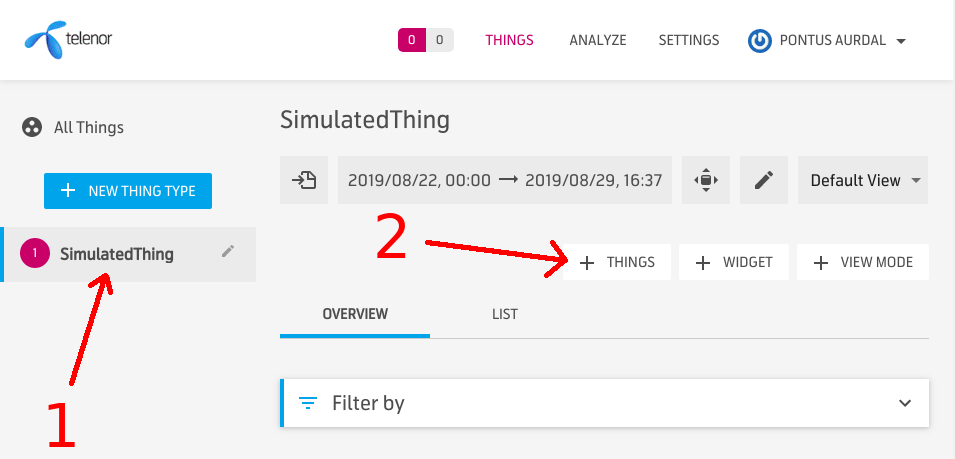 telenor
0 0 THINGS ANALYZE SETTINGS PONTUS AURDAL
All Things
+ NEW THING TYPE
1 SimulatedThing
SimulatedThing
2019/08/22, 00:00 → 2019/08/29, 16:37
Default View
2
+ THINGS
+ WIDGET
+ VIEW MODE
OVERVIEW LIST
Filter by
1